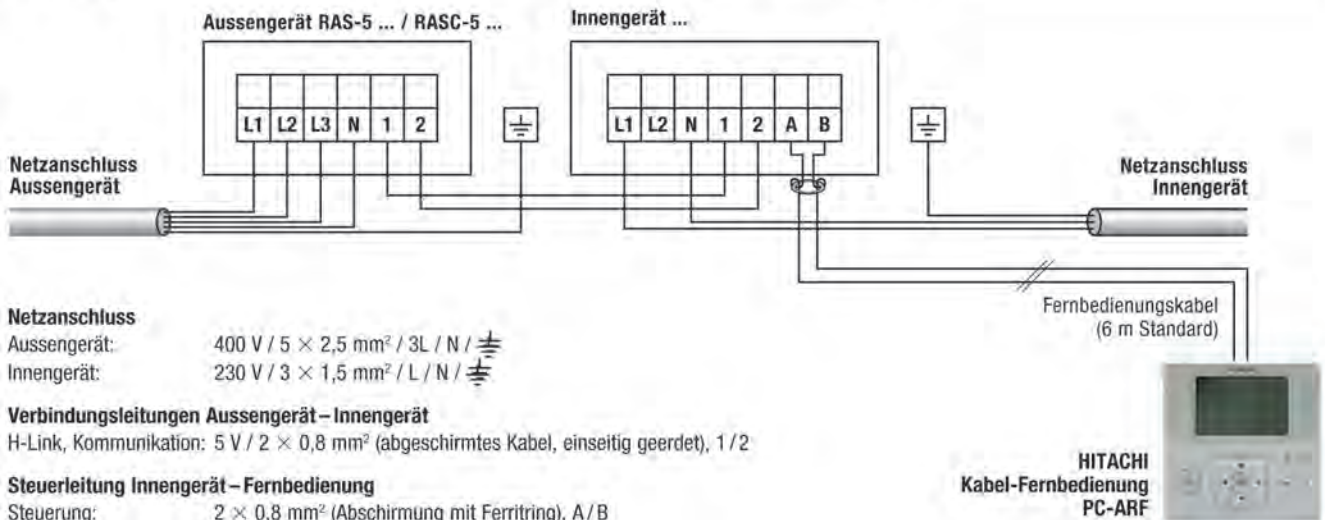 Aussengerät RAS-5 ... / RASC-5 ...
Innengerät ...
L1 L2 L3 N 1 2
L1 L2 N 1 2 A B
Netzanschluss
Aussengerät
Netzanschluss
Innengerät
Fernbedienungskabel
(6 m Standard)
Netzanschluss
Aussengerät: 400 V / 5 × 2,5 mm² / 3L / N / ⏚
Innengerät: 230 V / 3 × 1,5 mm² / L / N / ⏚
Verbindungsleitungen Aussengerät – Innengerät
H-Link, Kommunikation: 5 V / 2 × 0,8 mm² (abgeschirmtes Kabel, einseitig geerdet), 1 / 2
Steuerleitung Innengerät – Fernbedienung
Steuerung: 2 × 0,8 mm² (Abschirmung mit Ferritring), A / B
HITACHI
Kabel-Fernbedienung
PC-ARF